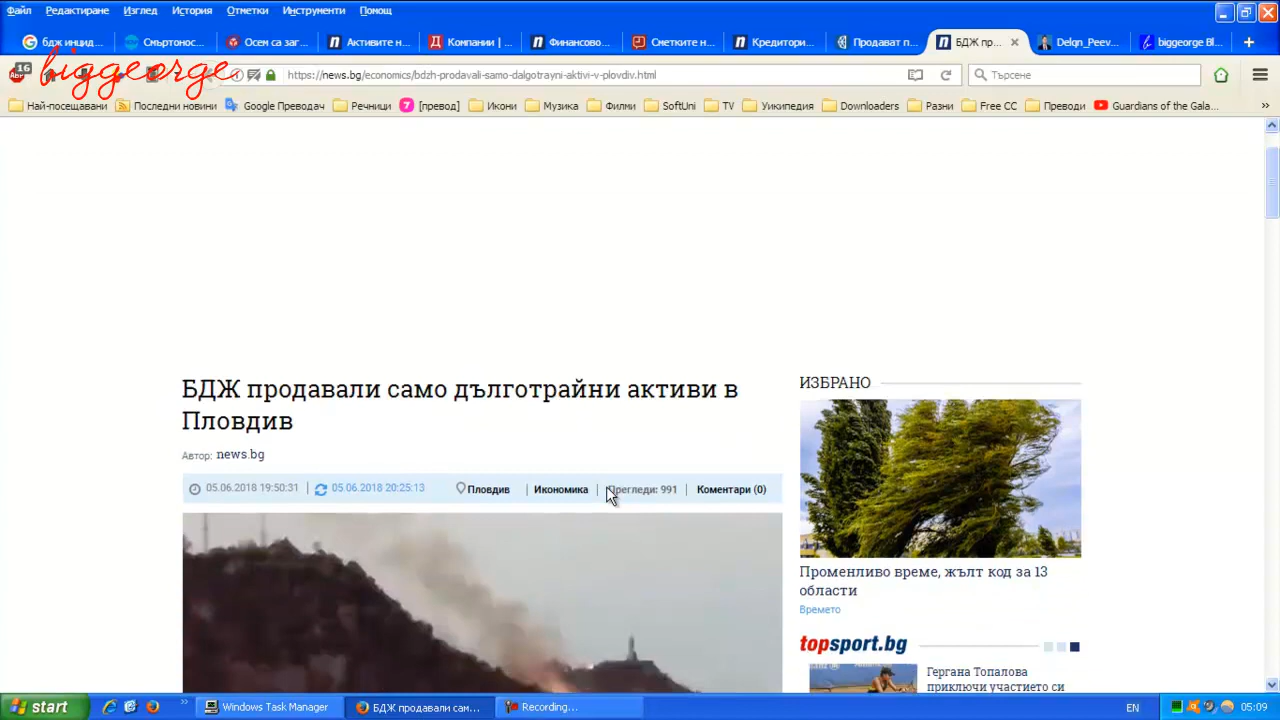 Файл Редактиране Изглед История Отметки Инструменти Помощ
бдж инцид... Смъртонос... Осем са заг... Активите н... Компании | ... Финансово... Сметките н... Кредитори... Продават п... БДЖ пр... Delqn_Peev... biggeorge Bl...
biggeorge
16
ABP
https://news.bg/economics/bdzh-prodavali-samo-dalgotrayni-aktivi-v-plovdiv.html
Търсене
Най-посещавани Последни новини Google Преводач Речници [превод] Икони Музика Филми SoftUni TV Уикипедия Downloaders Разни Free CC Преводи Guardians of the Gala...
БДЖ продавали само дълготрайни активи в
Пловдив
Автор: news.bg
05.06.2018 19:50:31 | 05.06.2018 20:25:13 Пловдив | Икономика | Прегледи: 991 | Коментари (0)
ИЗБРАНО
Променливо време, жълт код за 13
области
Времето
topsport.bg
Гергана Топалова
приключи участието си
start Windows Task Manager БДЖ продавали сам... Recording... EN 05:09